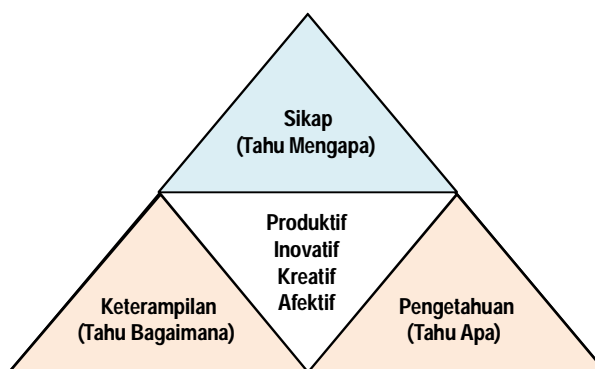 Sikap
(Tahu Mengapa)
Produktif
Inovatif
Kreatif
Afektif
Keterampilan
(Tahu Bagaimana)
Pengetahuan
(Tahu Apa)